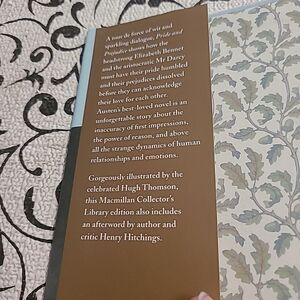 A tour de force of wit and
sparkling dialogue, Pride and
Prejudice shows how the
headstrong Elizabeth Bennet
and the aristocratic Mr Darcy
must have their pride humbled
and their prejudices dissolved
before they can acknowledge
their love for each other.
Austen's best-loved novel is an
unforgettable story about the
inaccuracy of first impressions,
the power of reason, and above
all the strange dynamics of human
relationships and emotions.
Gorgeously illustrated by the
celebrated Hugh Thomson,
this Macmillan Collector's
Library edition also includes
an afterword by author and
critic Henry Hitchings.